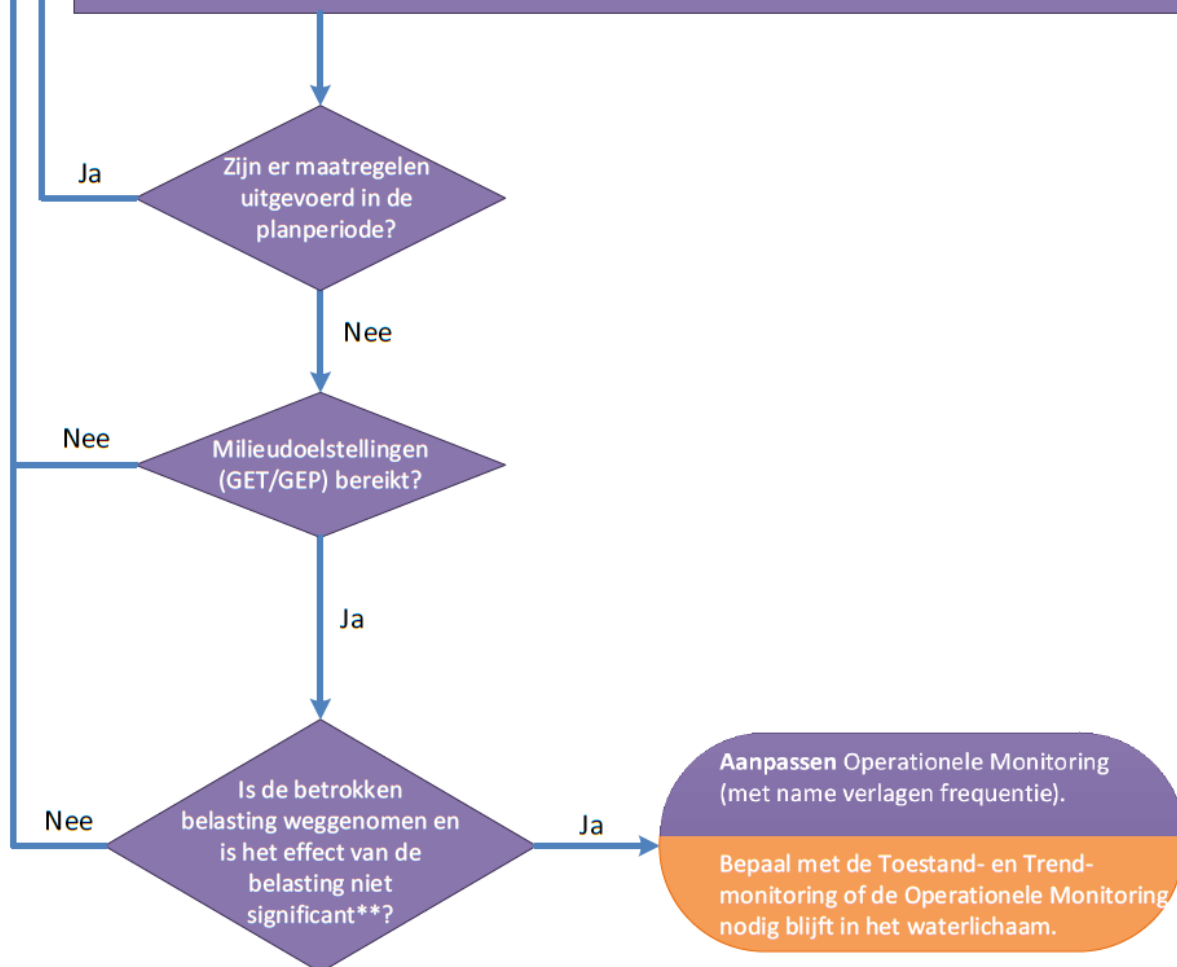 Zijn er maatregelen
uitgevoerd in de
planperiode?
Ja
Nee
Milieudoelstellingen
(GET/GEP) bereikt?
Nee
Ja
Is de betrokken
belasting weggenomen en
is het effect van de
belasting niet
significant**?
Nee
Ja
Aanpassen Operationele Monitoring
(met name verlagen frequentie).
Bepaal met de Toestand- en Trend-
monitoring of de Operationele Monitoring
nodig blijft in het waterlichaam.